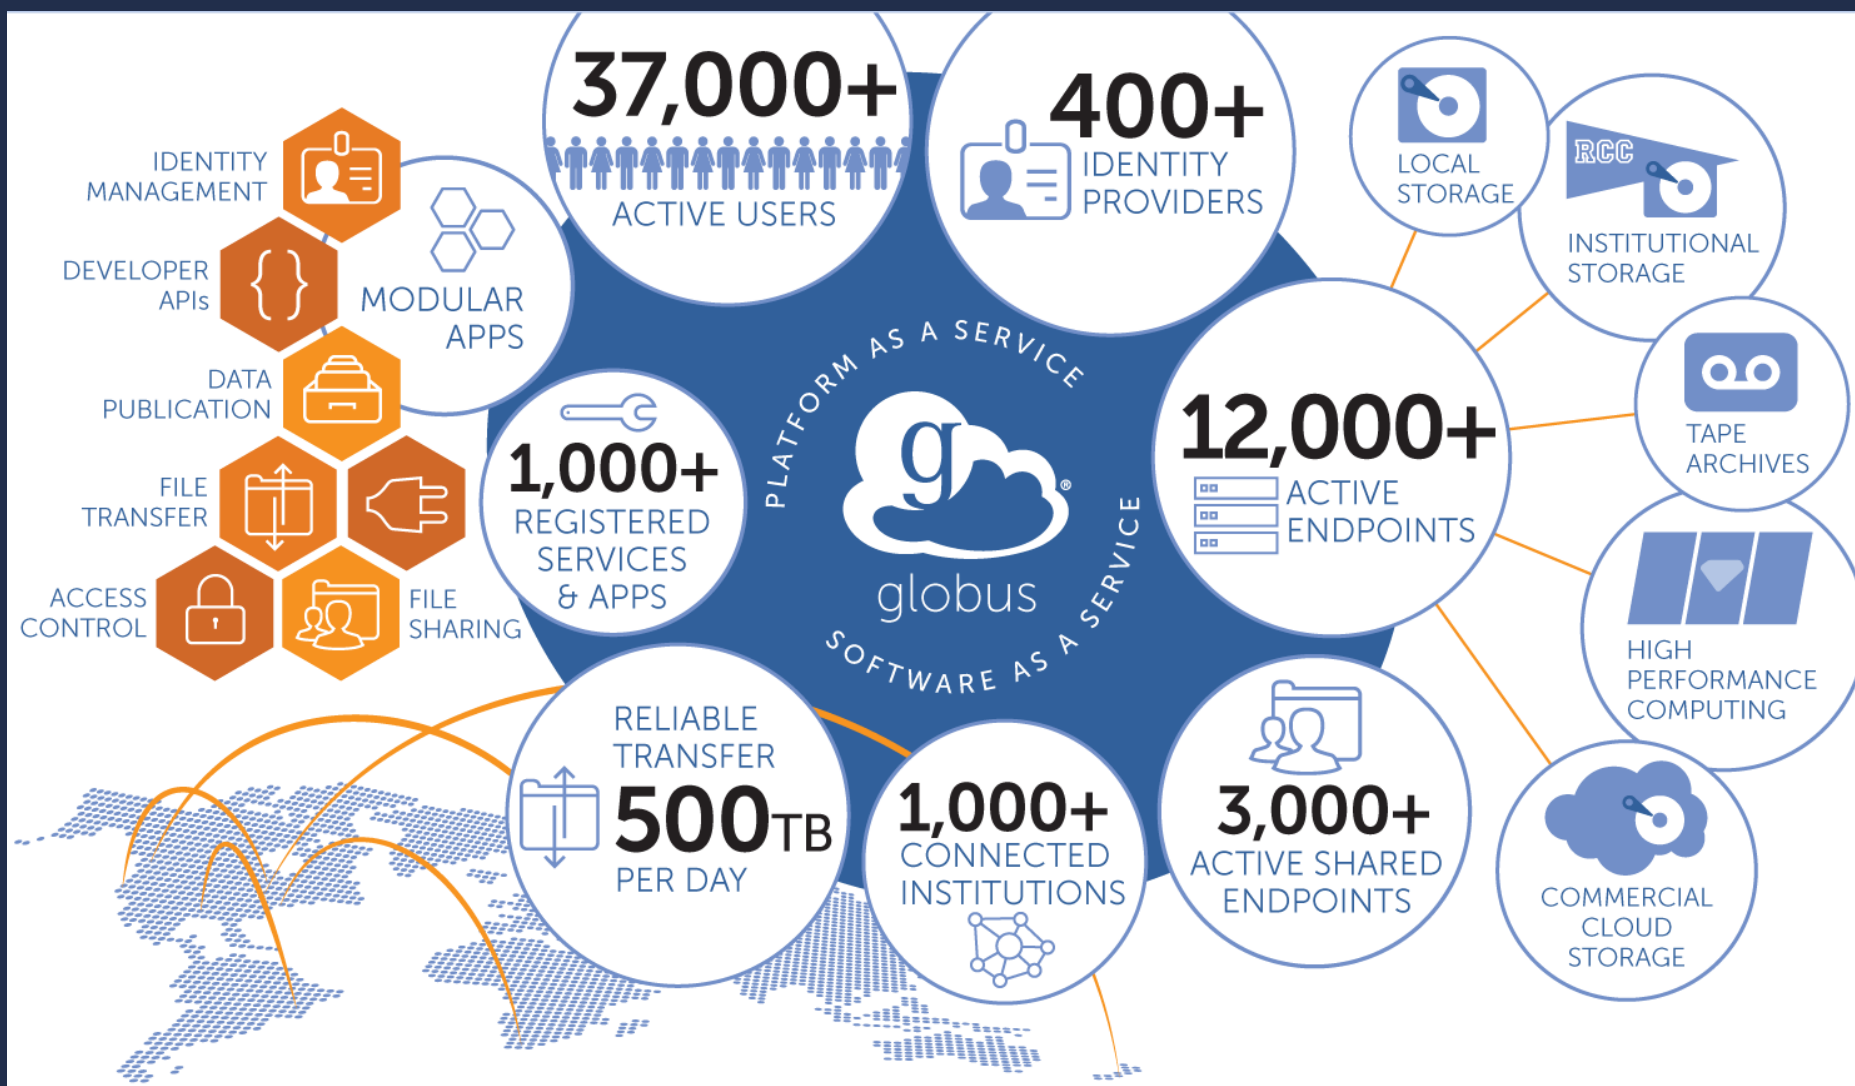 37,000+
ACTIVE USERS
400+
IDENTITY
PROVIDERS
LOCAL
STORAGE
RCC
INSTITUTIONAL
STORAGE
IDENTITY
MANAGEMENT
DEVELOPER
APIs
MODULAR
APPS
DATA
PUBLICATION
FILE
TRANSFER
ACCESS
CONTROL
FILE
SHARING
1,000+
REGISTERED
SERVICES
& APPS
PLATFORM AS A SERVICE
g
®
globus
SOFTWARE AS A SERVICE
12,000+
ACTIVE
ENDPOINTS
TAPE
ARCHIVES
HIGH
PERFORMANCE
COMPUTING
RELIABLE
TRANSFER
500TB
PER DAY
1,000+
CONNECTED
INSTITUTIONS
3,000+
ACTIVE SHARED
ENDPOINTS
COMMERCIAL
CLOUD
STORAGE